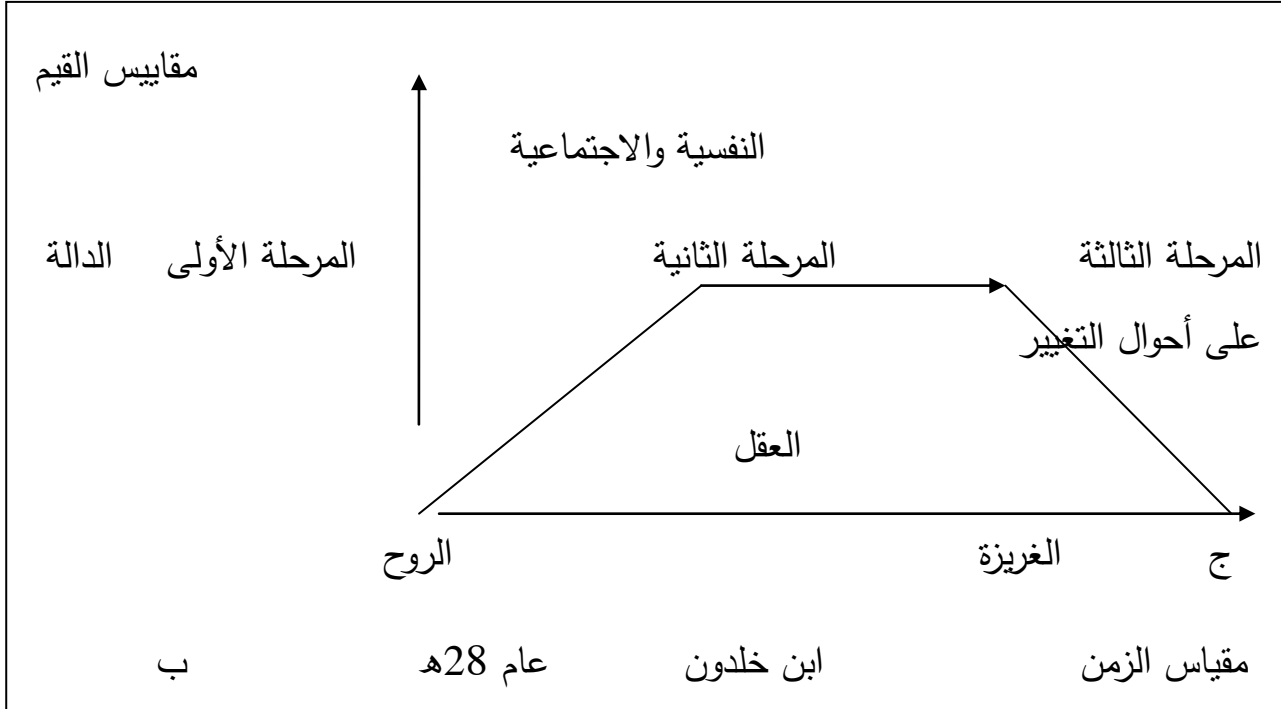 مقاييس القيم
النفسية والاجتماعية
المرحلة الثالثة المرحلة الثانية المرحلة الأولى الدالة
على أحوال التغيير
العقل
ج الغريزة الروح
مقياس الزمن ابن خلدون عام 28ه ب